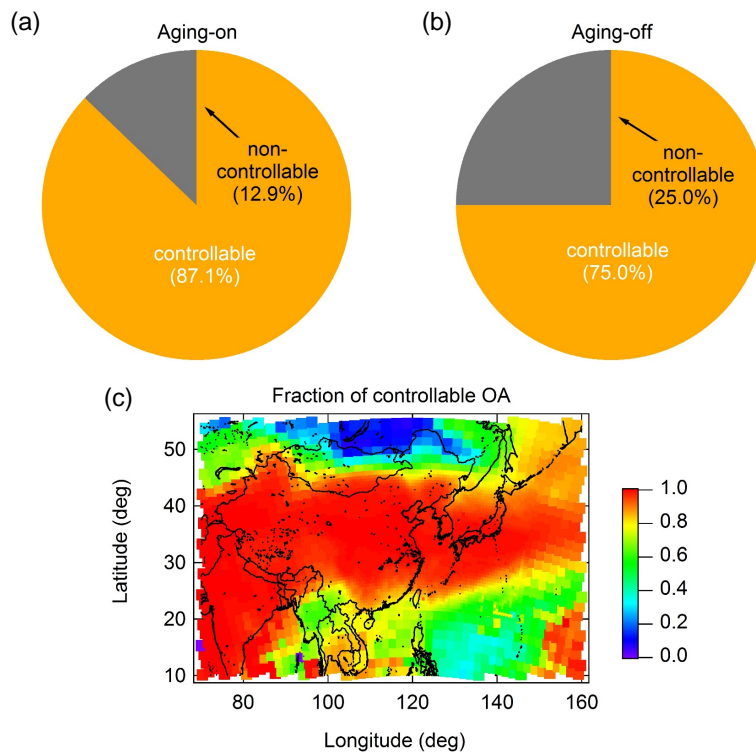 (a)
Aging-on
non-
controllable
(12.9%)
controllable
(87.1%)
(b)
Aging-off
non-
controllable
(25.0%)
controllable
(75.0%)
(c)
Fraction of controllable OA
Latitude (deg)
50
40
30
20
10
80
100
120
140
160
Longitude (deg)
1.0
0.8
0.6
0.4
0.2
0.0